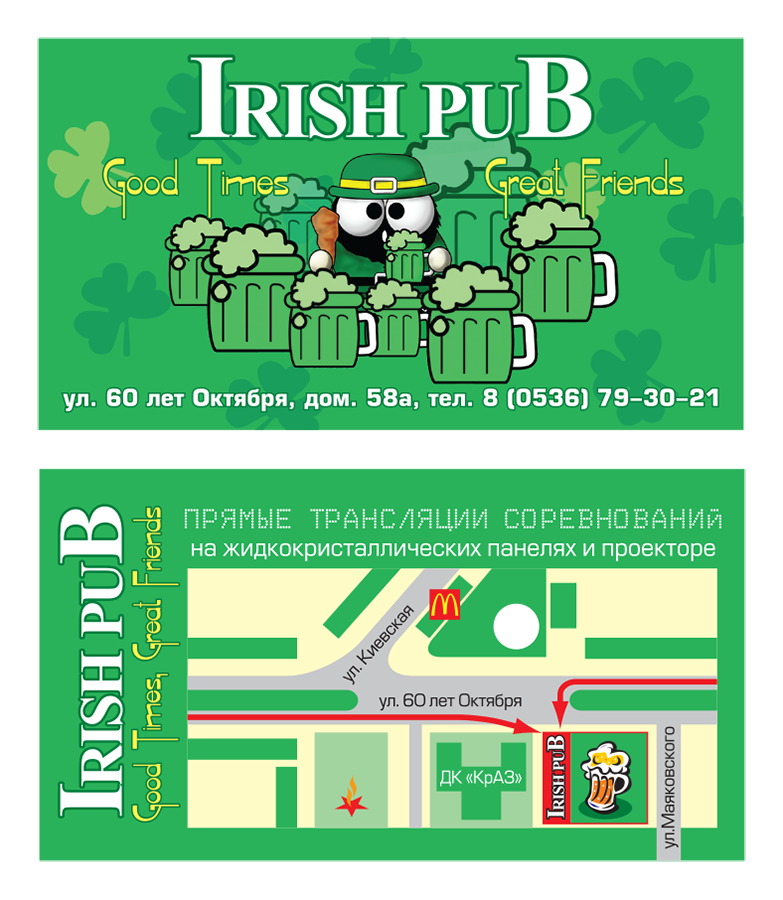 IRISH PUB
Good Times Great Friends
ул. 60 лет Октября, дом. 58а, тел. 8 (0536) 79-30-21
IRISH PUB
Good Times, Great Friends
ПРЯМЫЕ ТРАНСЛЯЦИИ СОРЕВНОВАНИй
на жидкокристаллических панелях и проекторе
ул. Киевская
ул. 60 лет Октября
ДК «КрАЗ»
IRISH PUB
ул.Маяковского